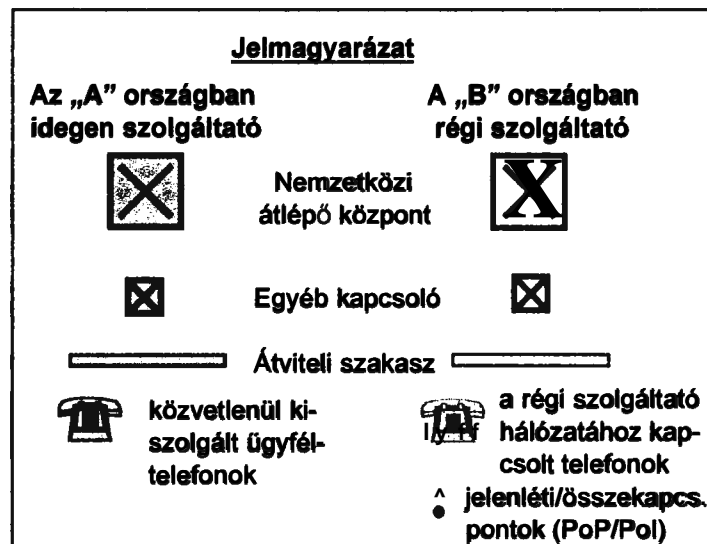 Jelmagyarázat
Az „A” országban
idegen szolgáltató
A „B” országban
régi szolgáltató
Nemzetközi
átlépő központ
X
Egyéb kapcsoló
Átviteli szakasz
közvetlenül ki-
szolgált ügyfél-
telefonok
a régi szolgáltató
hálózatához kap-
csolt telefonok
jelenléti/összekapcs.
pontok (PoP/PoI)